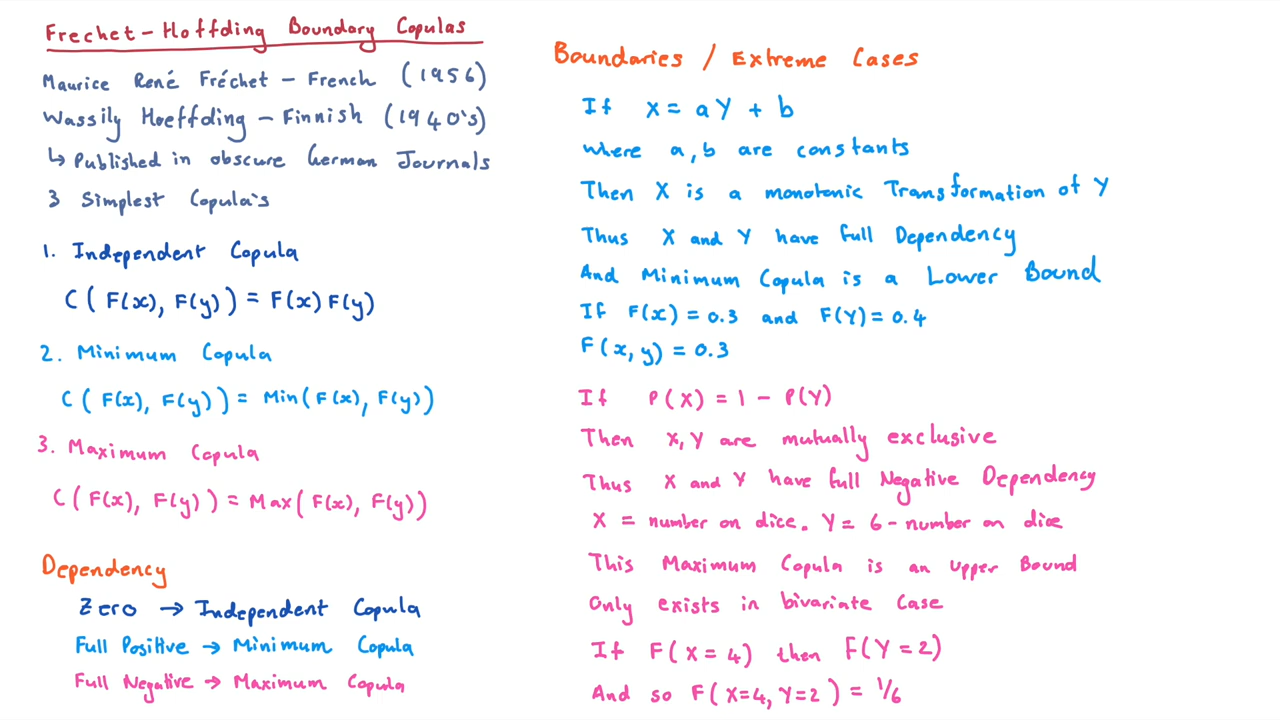 Frechet - Hoffding Boundary Copulas
Maurice René Fréchet - French (1956)
Wassily Hoeffding - Finnish (1940's)
↳ Published in obscure German Journals
3 Simplest Copula's
1. Independent Copula
C( F(x), F(y) ) = F(x) F(y)
2. Minimum Copula
C( F(x), F(y) ) = Min( F(x), F(y) )
3. Maximum Copula
C( F(x), F(y) ) = Max( F(x), F(y) )
Dependency
Zero → Independent Copula
Full Positive → Minimum Copula
Full Negative → Maximum Copula
Boundaries / Extreme Cases
If X = aY + b
where a, b are constants
Then X is a monotonic Transformation of Y
Thus X and Y have full Dependency
And Minimum Copula is a Lower Bound
If F(x) = 0.3 and F(Y) = 0.4
F(x, y) = 0.3
If P(X) = 1 - P(Y)
Then X, Y are mutually exclusive
Thus X and Y have full Negative Dependency
X = number on dice. Y = 6 - number on dice
This Maximum Copula is an Upper Bound
Only exists in bivariate Case
If F(X = 4) then F(Y = 2)
And so F(X=4, Y=2) = 1/6